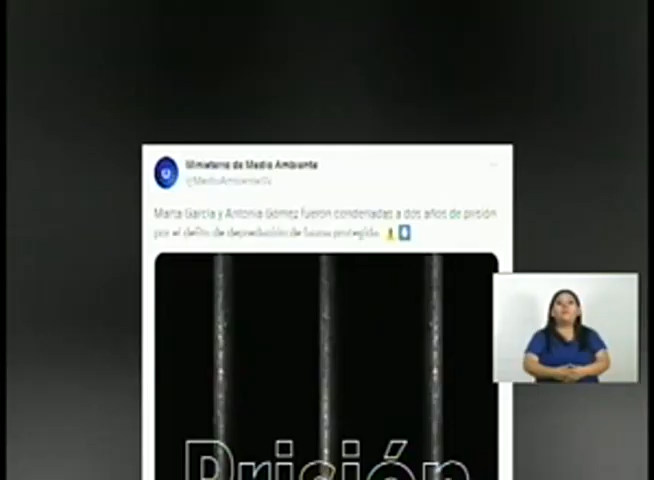 Ministerio de Medio Ambiente
@MedioAmbienteSV
Marta García y Antonia Gómez fueron condenadas a dos años de prisión
por el delito de depredación de fauna protegida.
Prisión